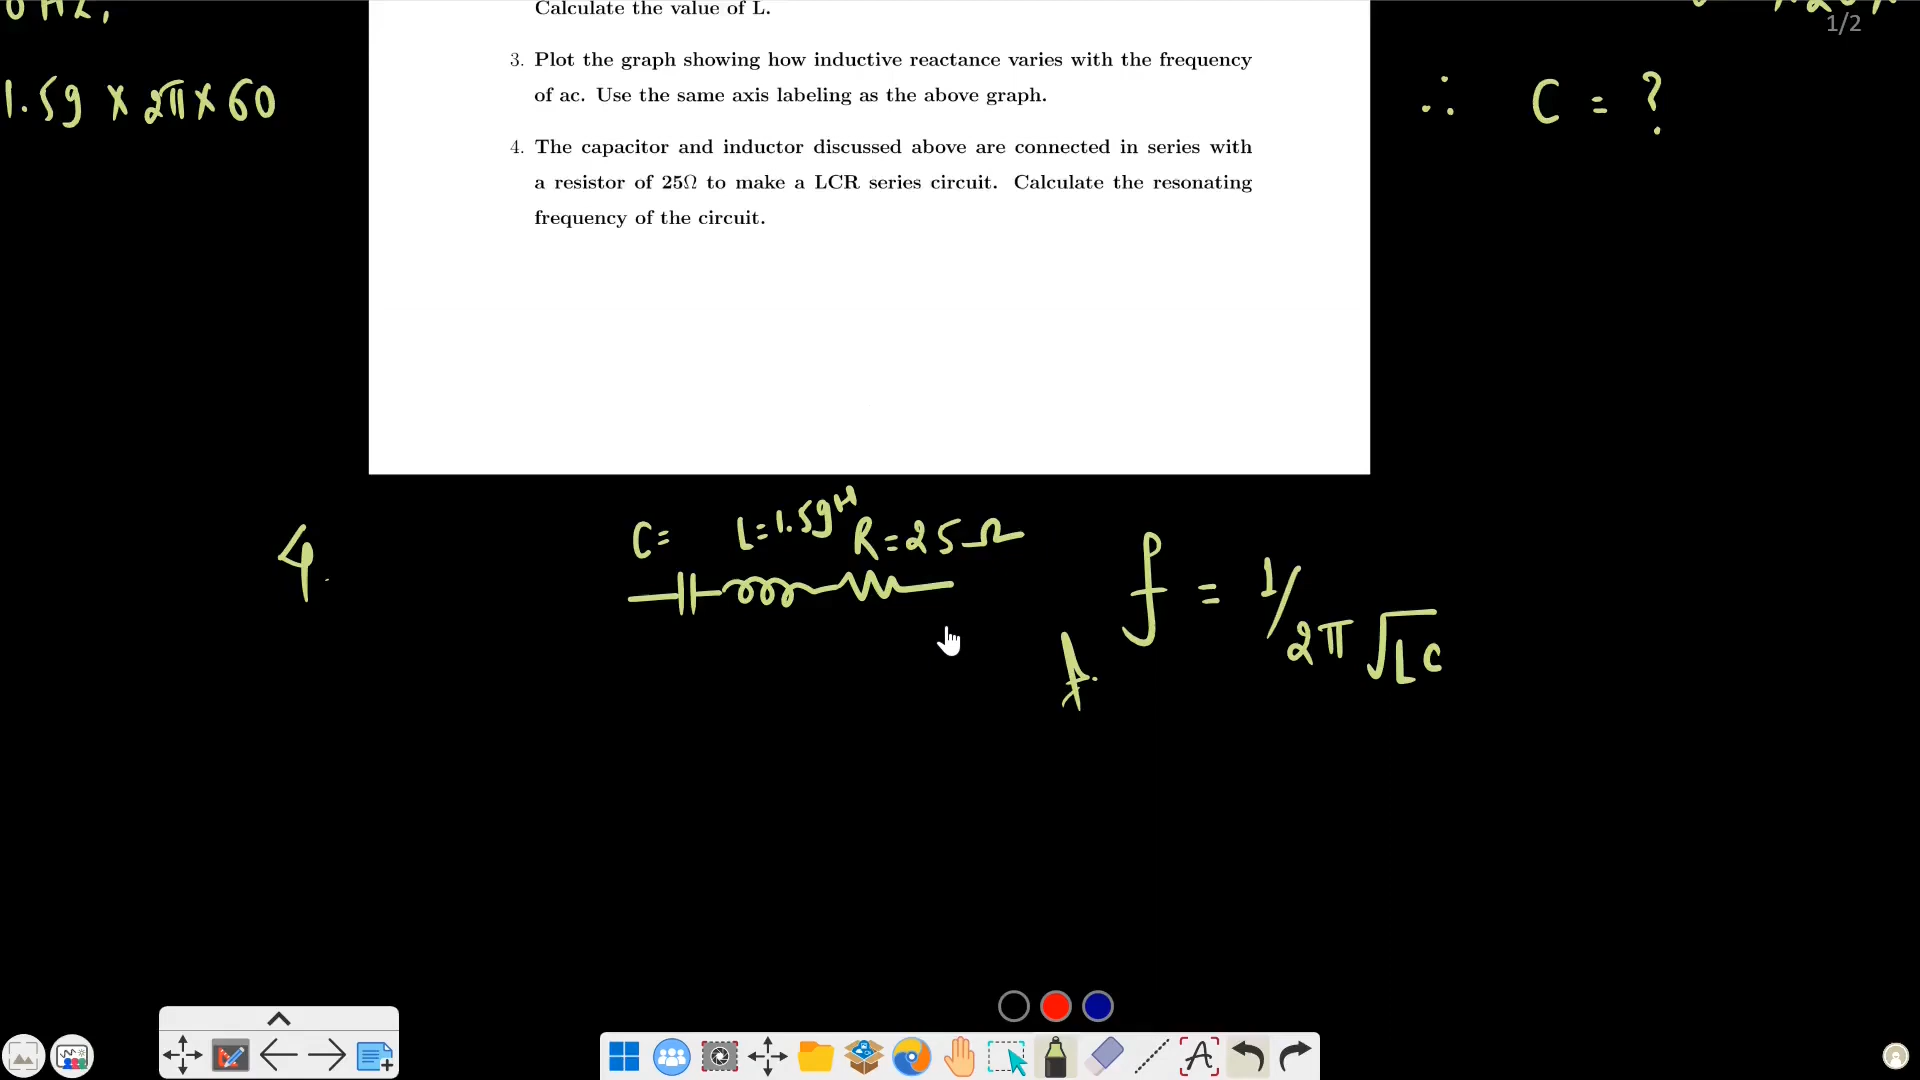 1/2
Calculate the value of L.
3. Plot the graph showing how inductive reactance varies with the frequency
of ac. Use the same axis labeling as the above graph.
1.59 × 2π × 60
∴ C = ?
4. The capacitor and inductor discussed above are connected in series with
a resistor of 25Ω to make a LCR series circuit. Calculate the resonating
frequency of the circuit.
4.
C= L=1.59H R=25Ω
f = 1/2π√LC